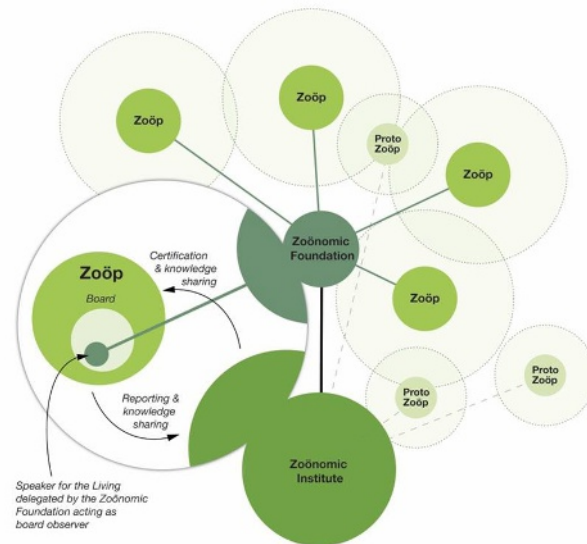 Zoöp
Zoöp
Proto
Zoöp
Zoöp
Zoönomic
Foundation
Certification
& knowledge
sharing
Zoöp
Board
Zoöp
Reporting &
knowledge
sharing
Proto
Zoöp
Proto
Zoöp
Zoönomic
Institute
Speaker for the Living
delegated by the Zoönomic
Foundation acting as
board observer